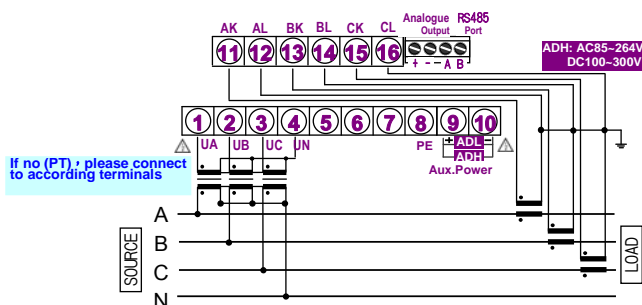 Analogue RS485
Output Port
AK AL BK BL CK CL
11 12 13 14 15 16
+ - A B
ADH: AC85~264V
DC100~300V
1 2 3 4 5 6 7 8 9 10
UA UB UC UN PE + ADL -
ADH
Aux.Power
If no (PT) , please connect
to according terminals
SOURCE
A
B
C
N
LOAD